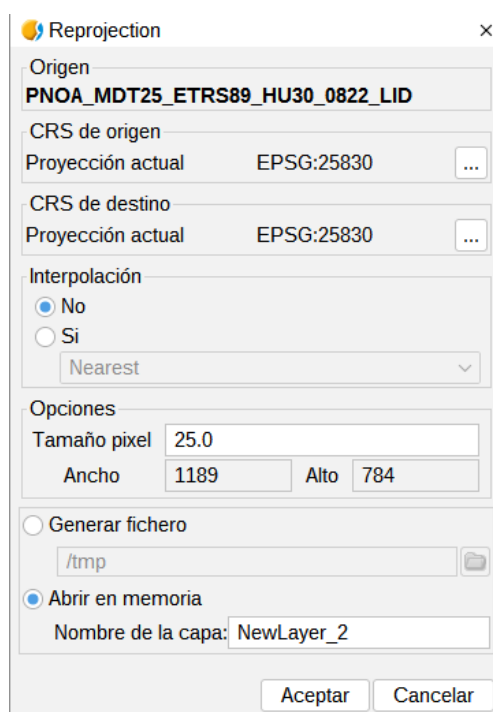 Reprojection
Origen
PNOA_MDT25_ETRS89_HU30_0822_LID
CRS de origen
Proyección actual EPSG:25830 ...
CRS de destino
Proyección actual EPSG:25830 ...
Interpolación
No
Si
Nearest
Opciones
Tamaño pixel 25.0
Ancho 1189 Alto 784
Generar fichero
/tmp
Abrir en memoria
Nombre de la capa: NewLayer_2
Aceptar Cancelar